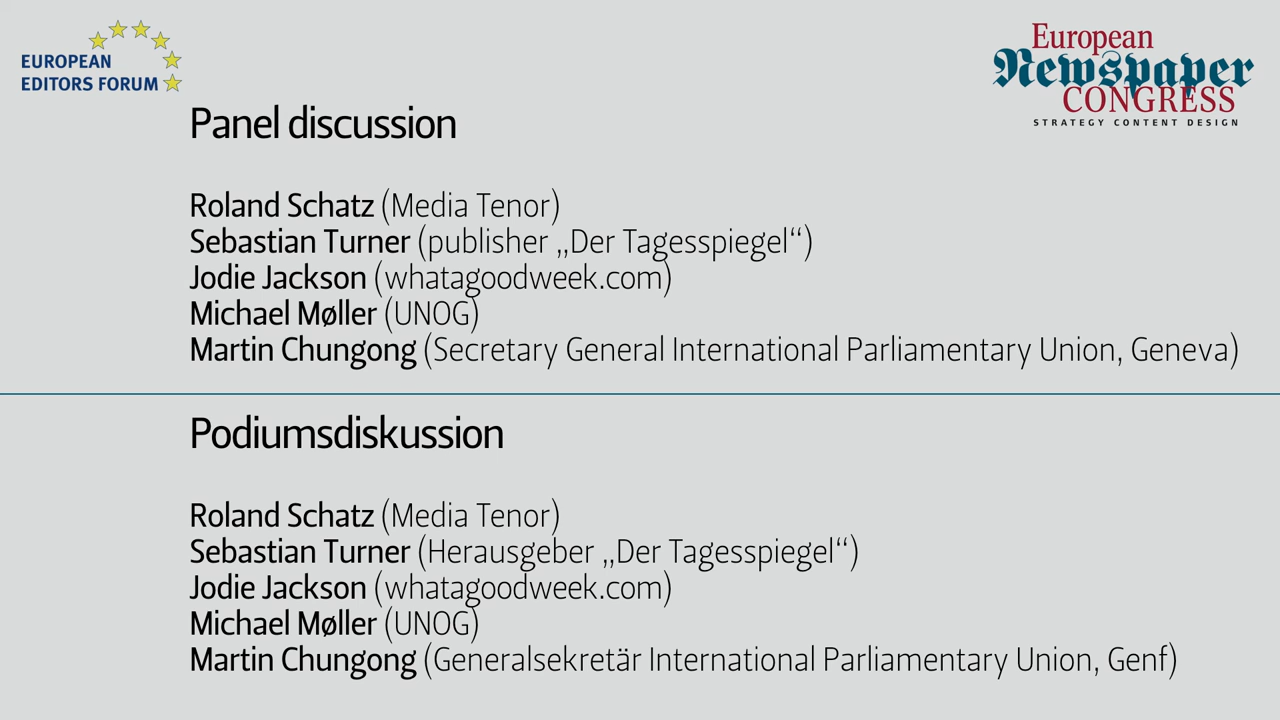 EUROPEAN
EDITORS FORUM
European
Newspaper
CONGRESS
STRATEGY CONTENT DESIGN
Panel discussion
Roland Schatz (Media Tenor)
Sebastian Turner (publisher „Der Tagesspiegel“)
Jodie Jackson (whatagoodweek.com)
Michael Møller (UNOG)
Martin Chungong (Secretary General International Parliamentary Union, Geneva)
Podiumsdiskussion
Roland Schatz (Media Tenor)
Sebastian Turner (Herausgeber „Der Tagesspiegel“)
Jodie Jackson (whatagoodweek.com)
Michael Møller (UNOG)
Martin Chungong (Generalsekretär International Parliamentary Union, Genf)